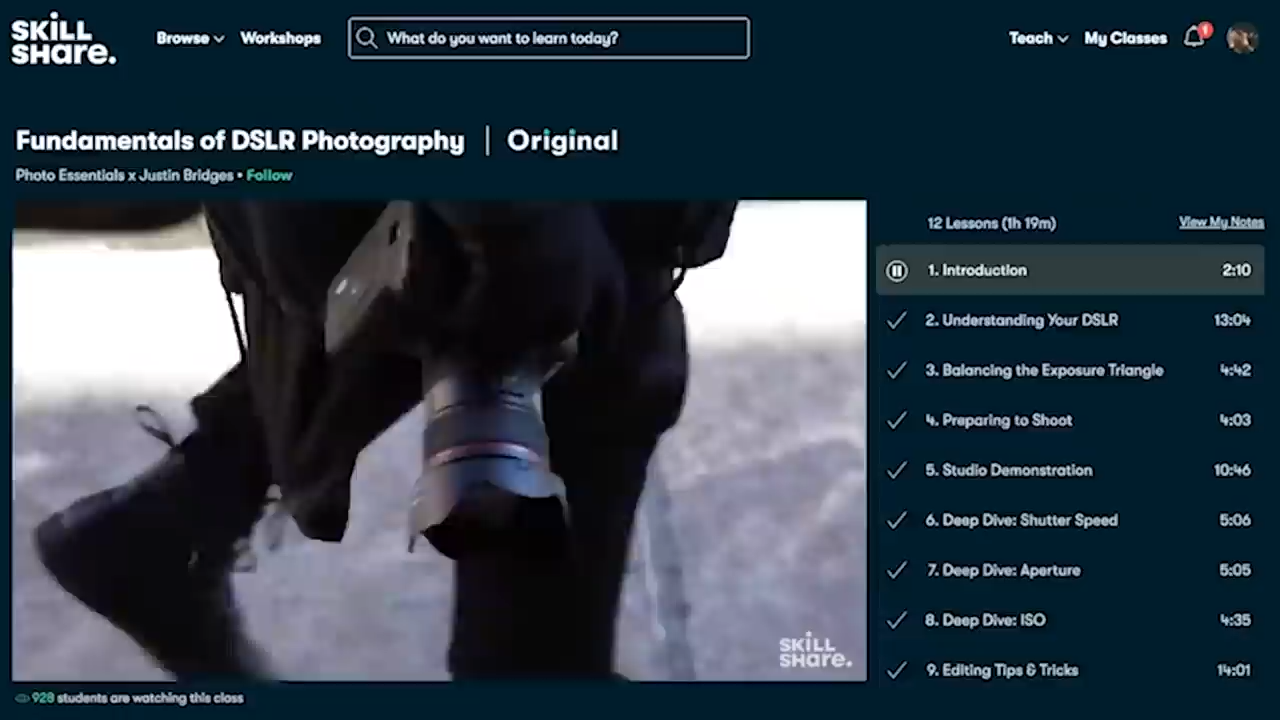 SKiLL
SHare.
Browse
Workshops
What do you want to learn today?
Teach
My Classes
1
Fundamentals of DSLR Photography | Original
Photo Essentials x Justin Bridges • Follow
12 Lessons (1h 19m)
View My Notes
1. Introduction 2:10
2. Understanding Your DSLR 13:04
3. Balancing the Exposure Triangle 4:42
4. Preparing to Shoot 4:03
5. Studio Demonstration 10:46
6. Deep Dive: Shutter Speed 5:06
7. Deep Dive: Aperture 5:05
8. Deep Dive: ISO 4:35
9. Editing Tips & Tricks 14:01
SKiLL
SHare.
928 students are watching this class